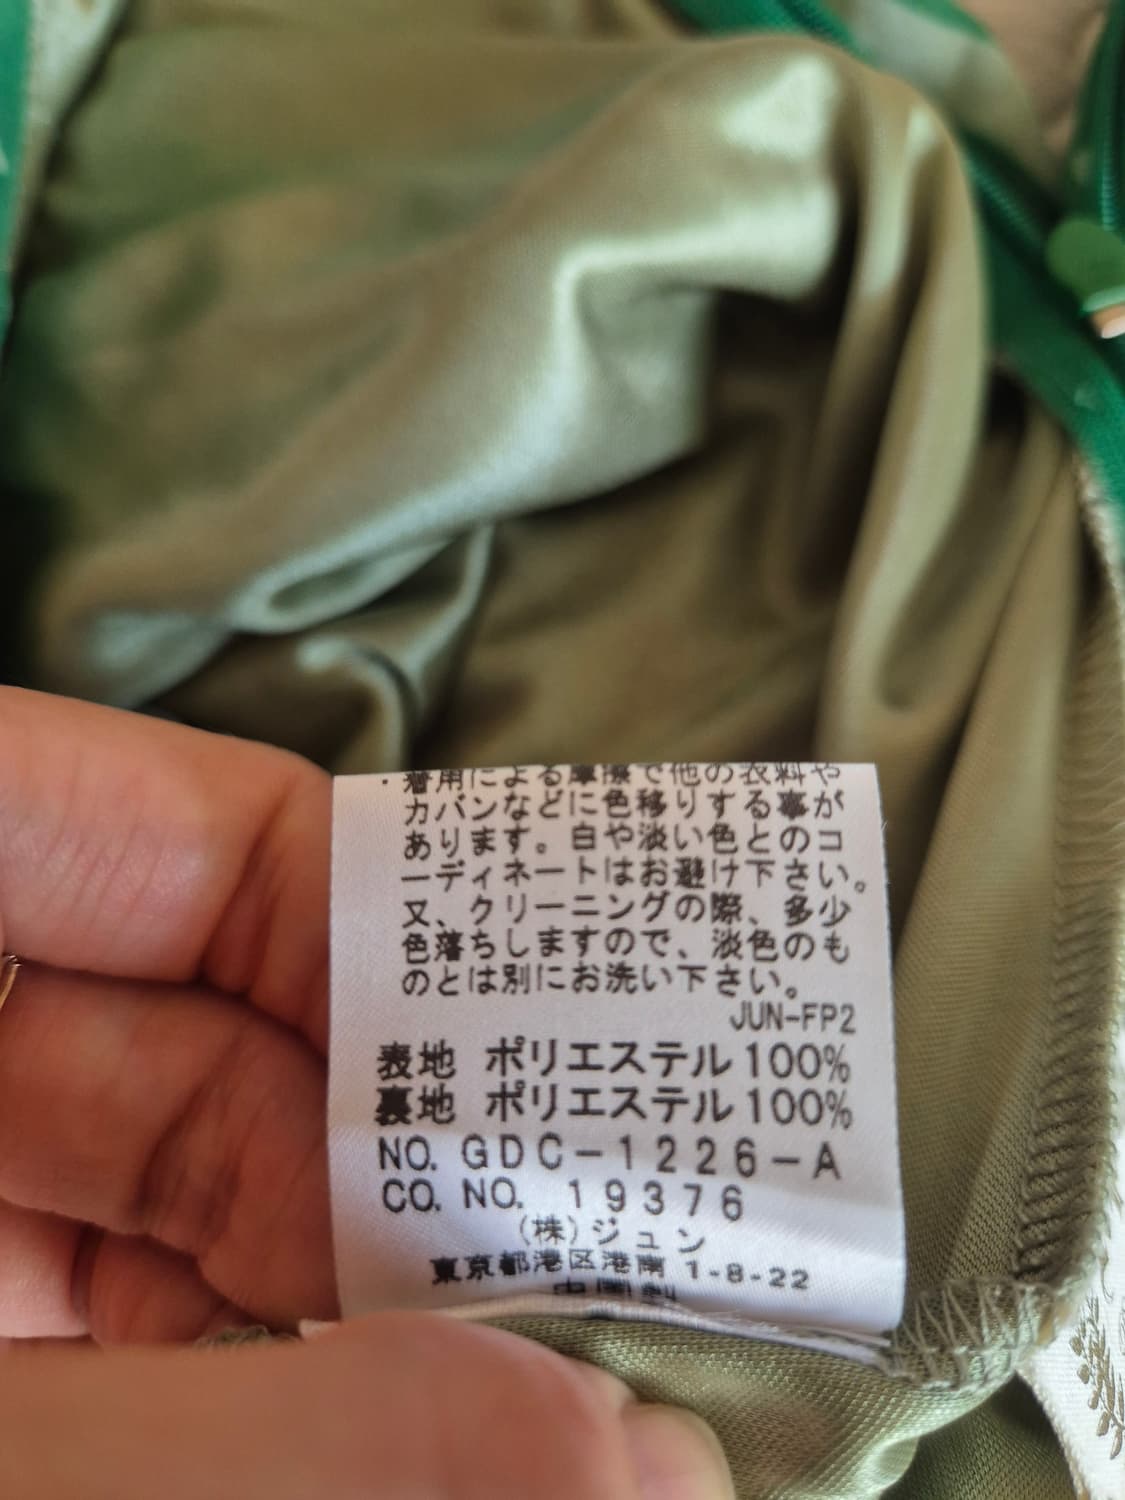 ・着用による摩擦で他の衣料や
カバンなどに色移りする事が
あります。白や淡い色とのコ
ーディネートはお避け下さい。
又、クリーニングの際、多少
色落ちしますので、淡色のも
のとは別にお洗い下さい。
JUN-FP2
表地 ポリエステル100%
裏地 ポリエステル100%
NO. GDC-1226-A
CO. NO. 19376
(株)ジュン
東京都港区港南 1-8-22
中国製